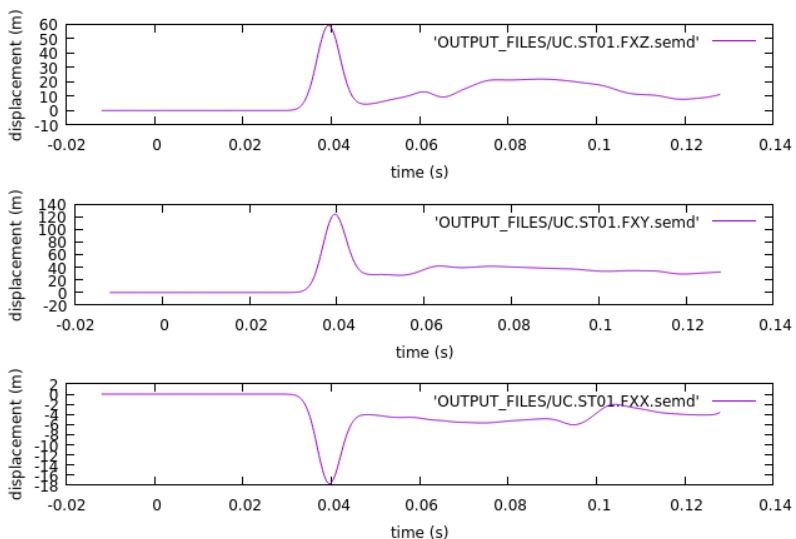 displacement (m)
60
50
40
30
20
10
0
-10
'OUTPUT_FILES/UC.ST01.FXZ.semd'
-0.02 0 0.02 0.04 0.06 0.08 0.1 0.12 0.14
time (s)
displacement (m)
140
120
100
80
60
40
20
0
-20
'OUTPUT_FILES/UC.ST01.FXY.semd'
-0.02 0 0.02 0.04 0.06 0.08 0.1 0.12 0.14
time (s)
displacement (m)
2
0
-2
-4
-6
-8
-10
-12
-14
-16
-18
'OUTPUT_FILES/UC.ST01.FXX.semd'
-0.02 0 0.02 0.04 0.06 0.08 0.1 0.12 0.14
time (s)